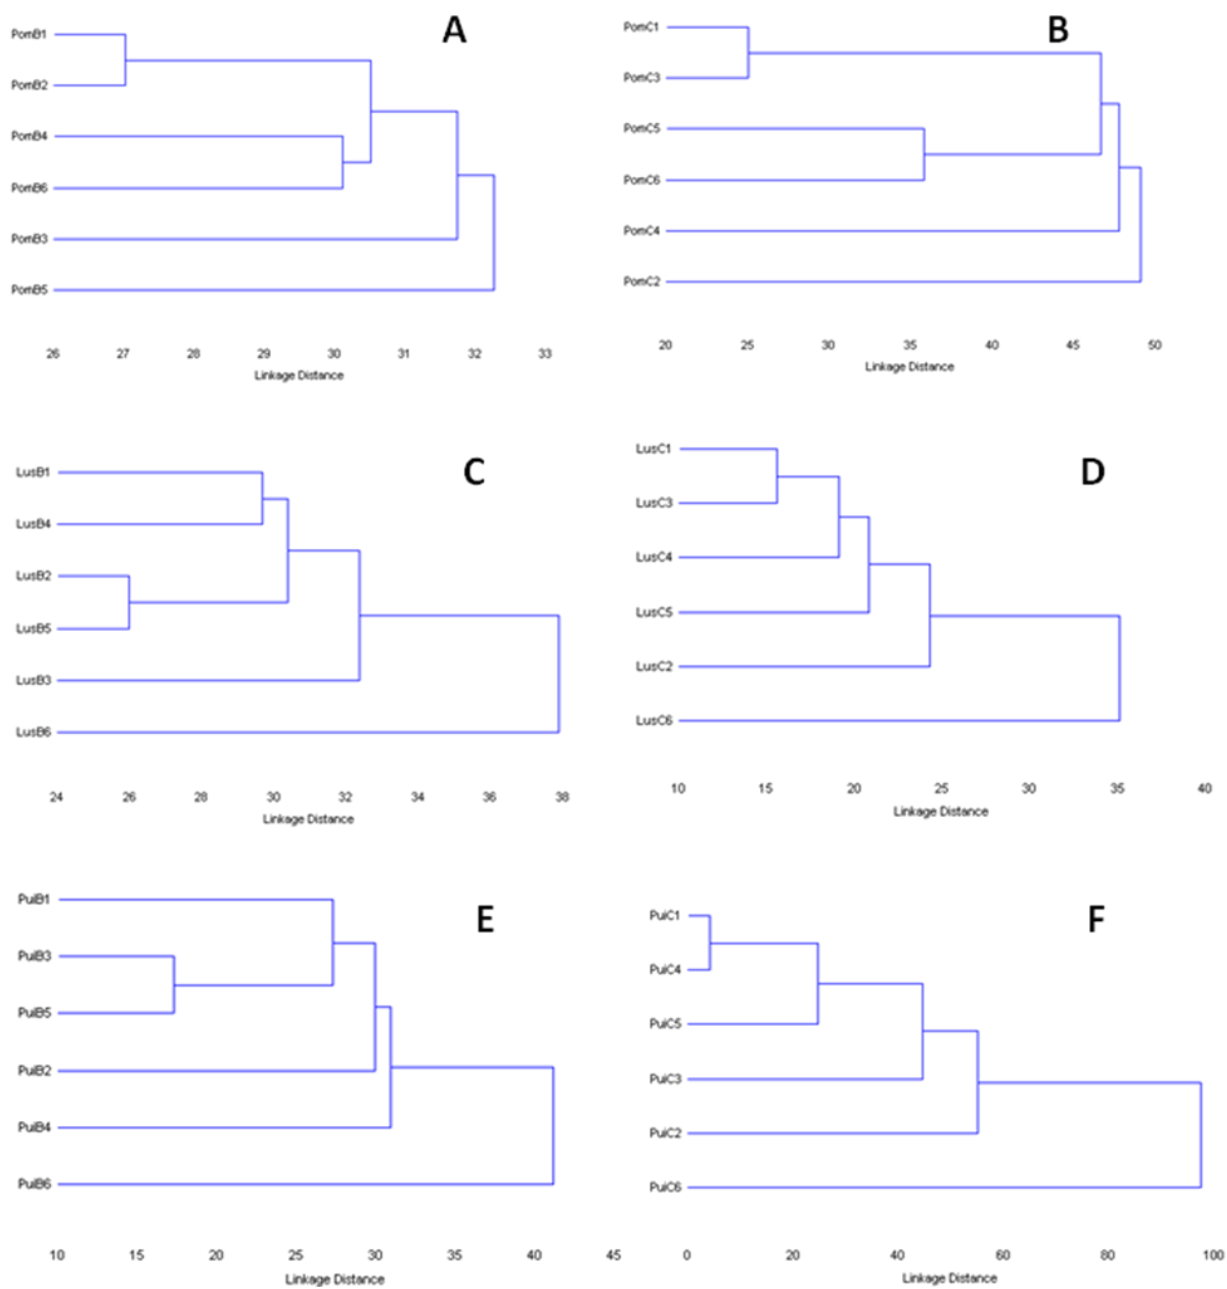 A
PomB1
PomB2
PomB4
PomB6
PomB3
PomB5
26 27 28 29 30 31 32 33
Linkage Distance
B
PomC1
PomC3
PomC5
PomC6
PomC4
PomC2
20 25 30 35 40 45 50
Linkage Distance
C
LusB1
LusB4
LusB2
LusB5
LusB3
LusB6
24 26 28 30 32 34 36 38
Linkage Distance
D
LusC1
LusC3
LusC4
LusC5
LusC2
LusC6
10 15 20 25 30 35 40
Linkage Distance
E
PuiB1
PuiB3
PuiB5
PuiB2
PuiB4
PuiB6
10 15 20 25 30 35 40 45
Linkage Distance
F
PuiC1
PuiC4
PuiC5
PuiC3
PuiC2
PuiC6
0 20 40 60 80 100
Linkage Distance